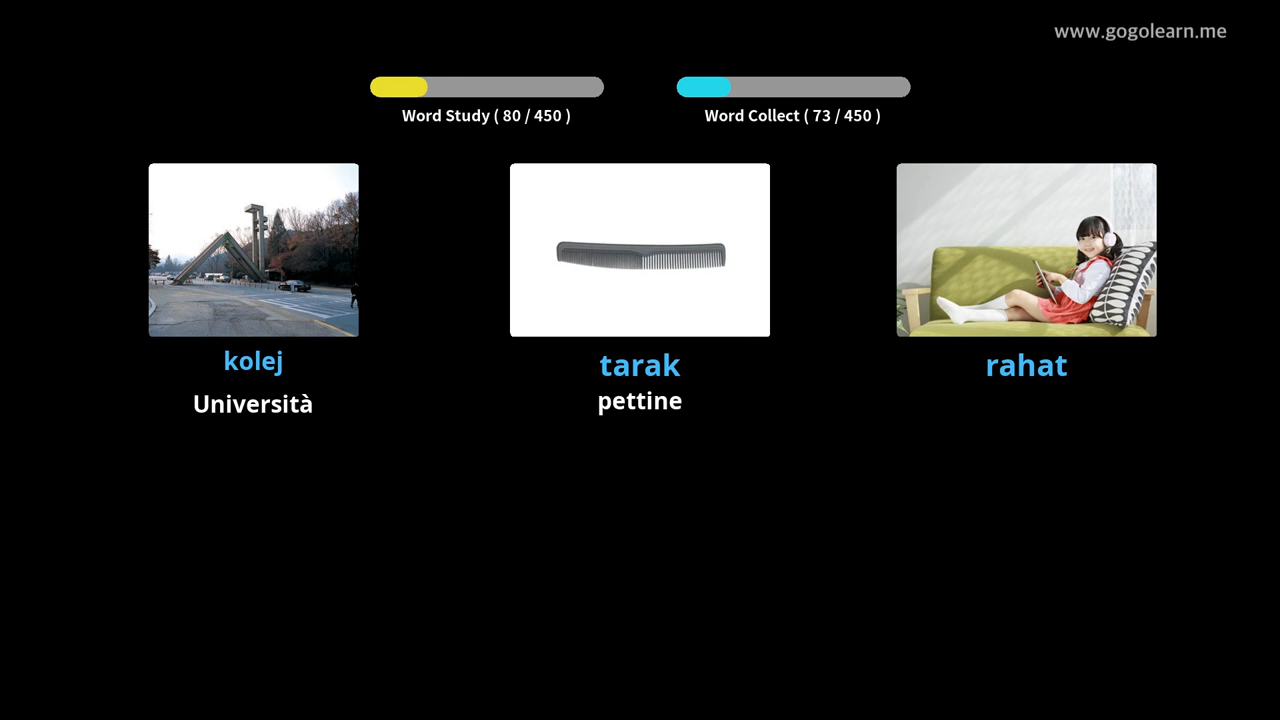 www.gogolearn.me
Word Study ( 80 / 450 )
Word Collect ( 73 / 450 )
kolej
Università
tarak
pettine
rahat